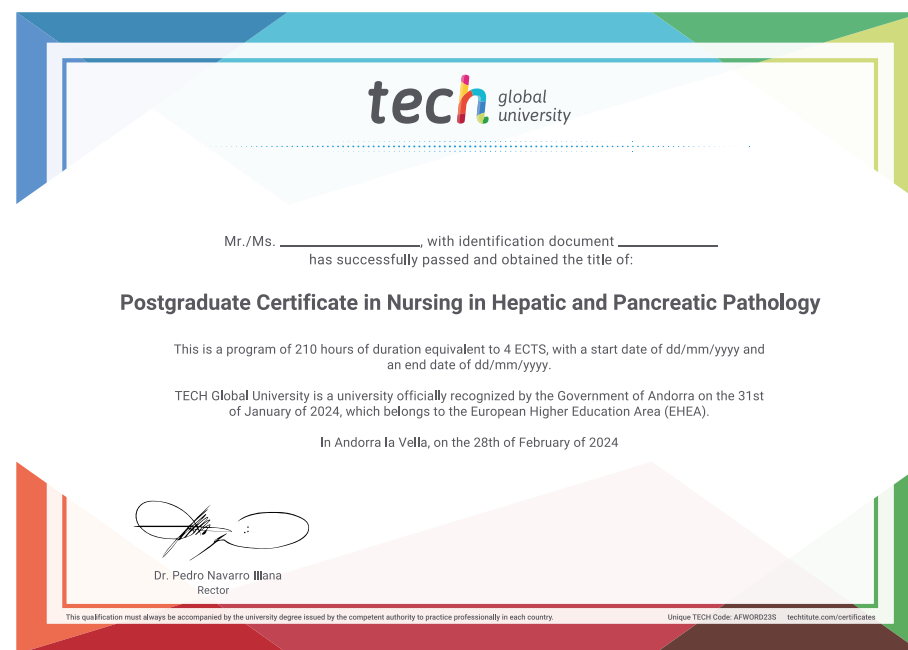 tech global
university
Mr./Ms. ____________, with identification document ____________
has successfully passed and obtained the title of:
Postgraduate Certificate in Nursing in Hepatic and Pancreatic Pathology
This is a program of 210 hours of duration equivalent to 4 ECTS, with a start date of dd/mm/yyyy and
an end date of dd/mm/yyyy.
TECH Global University is a university officially recognized by the Government of Andorra on the 31st
of January of 2024, which belongs to the European Higher Education Area (EHEA).
In Andorra la Vella, on the 28th of February of 2024
Dr. Pedro Navarro Illana
Rector
This qualification must always be accompanied by the university degree issued by the competent authority to practice professionally in each country.
Unique TECH Code: AFWORD23S techtitute.com/certificates